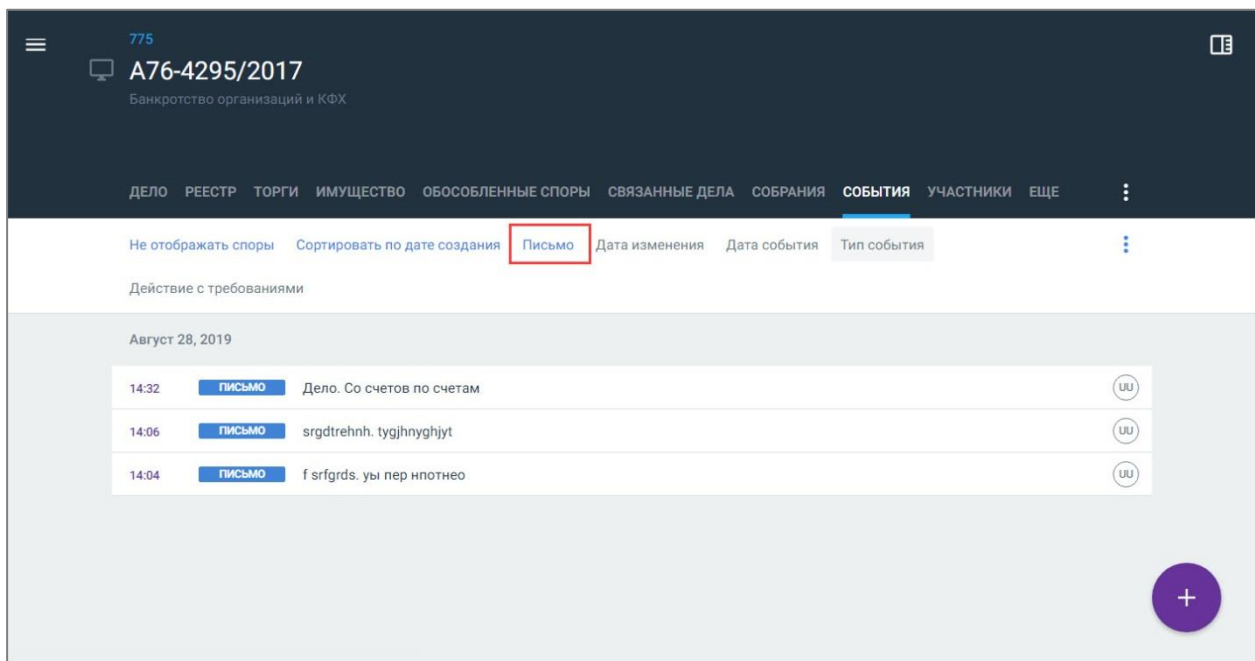 775
А76-4295/2017
Банкротство организаций и КФХ
ДЕЛО РЕЕСТР ТОРГИ ИМУЩЕСТВО ОБОСОБЛЕННЫЕ СПОРЫ СВЯЗАННЫЕ ДЕЛА СОБРАНИЯ СОБЫТИЯ УЧАСТНИКИ ЕЩЕ
Не отображать споры Сортировать по дате создания Письмо Дата изменения Дата события Тип события
Действие с требованиями
Август 28, 2019
14:32 ПИСЬМО Дело. Со счетов по счетам UU
14:06 ПИСЬМО srgdtrehnh. tygjhnyghjyt UU
14:04 ПИСЬМО f srfgrds. уы пер нпотнео UU